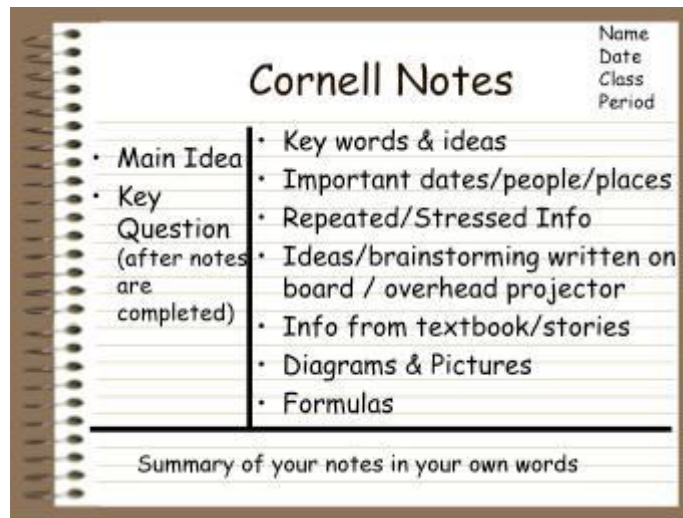 Name
Date
Class
Period
Cornell Notes
• Main Idea
• Key
Question
(after notes
are
completed)
• Key words & ideas
• Important dates/people/places
• Repeated/Stressed Info
• Ideas/brainstorming written on
board / overhead projector
• Info from textbook/stories
• Diagrams & Pictures
• Formulas
Summary of your notes in your own words